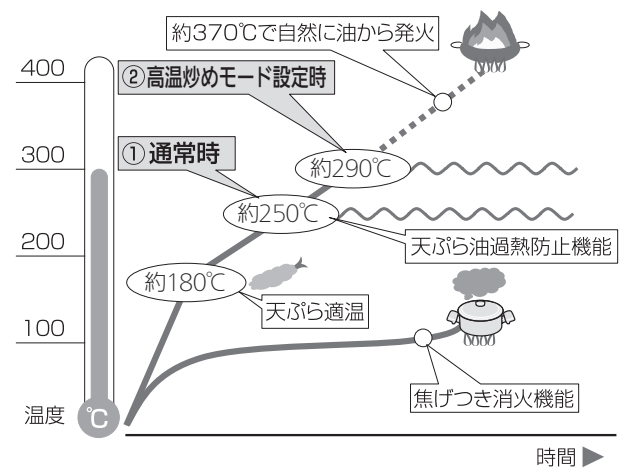 約370℃で自然に油から発火
400
②高温炒めモード設定時
①通常時
300
約290℃
約250℃
200
天ぷら油過熱防止機能
約180℃
天ぷら適温
100
焦げつき消火機能
温度
℃
時間